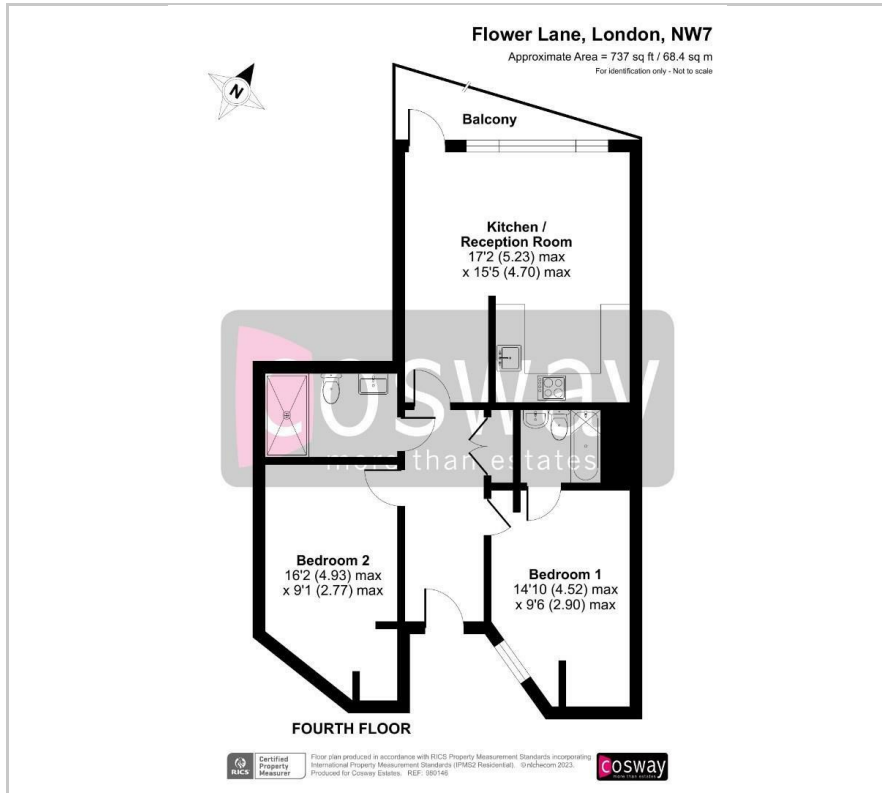 Flower Lane, London, NW7
Approximate Area = 737 sq ft / 68.4 sq m
For identification only - Not to scale
N
Balcony
Kitchen /
Reception Room
17'2 (5.23) max
x 15'5 (4.70) max
cosway
more than estates
Bedroom 2
16'2 (4.93) max
x 9'1 (2.77) max
Bedroom 1
14'10 (4.52) max
x 9'6 (2.90) max
FOURTH FLOOR
RICS
Certified
Property
Measurer
Floor plan produced in accordance with RICS Property Measurement Standards incorporating
International Property Measurement Standards (IPMS2 Residential). ©nichecom 2023.
Produced for Cosway Estates. REF: 980146
cosway
more than estates